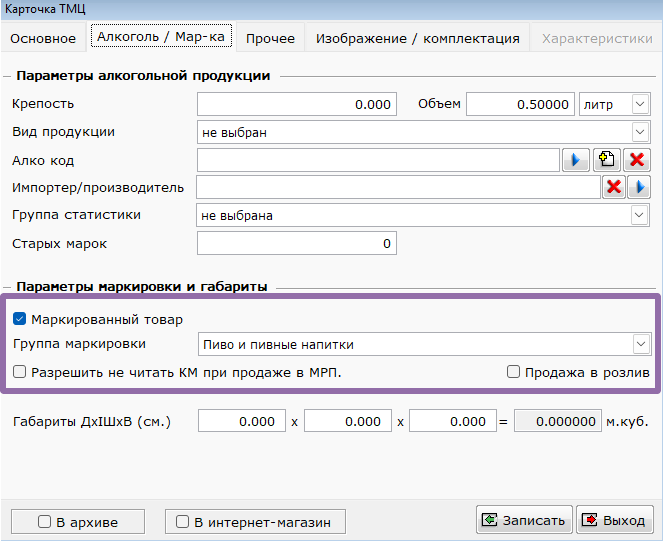 Карточка ТМЦ
Основное Алкоголь / Мар-ка Прочее Изображение / комплектация Характеристики
Параметры алкогольной продукции
Крепость 0.000 Объем 0.50000 литр
Вид продукции не выбран
Алко код
Импортер/производитель
Группа статистики не выбрана
Старых марок 0
Параметры маркировки и габариты
Маркированный товар
Группа маркировки Пиво и пивные напитки
Разрешить не читать КМ при продаже в МРП. Продажа в розлив
Габариты ДхШхВ (см.) 0.000 x 0.000 x 0.000 = 0.000000 м.куб.
В архиве В интернет-магазин Записать Выход